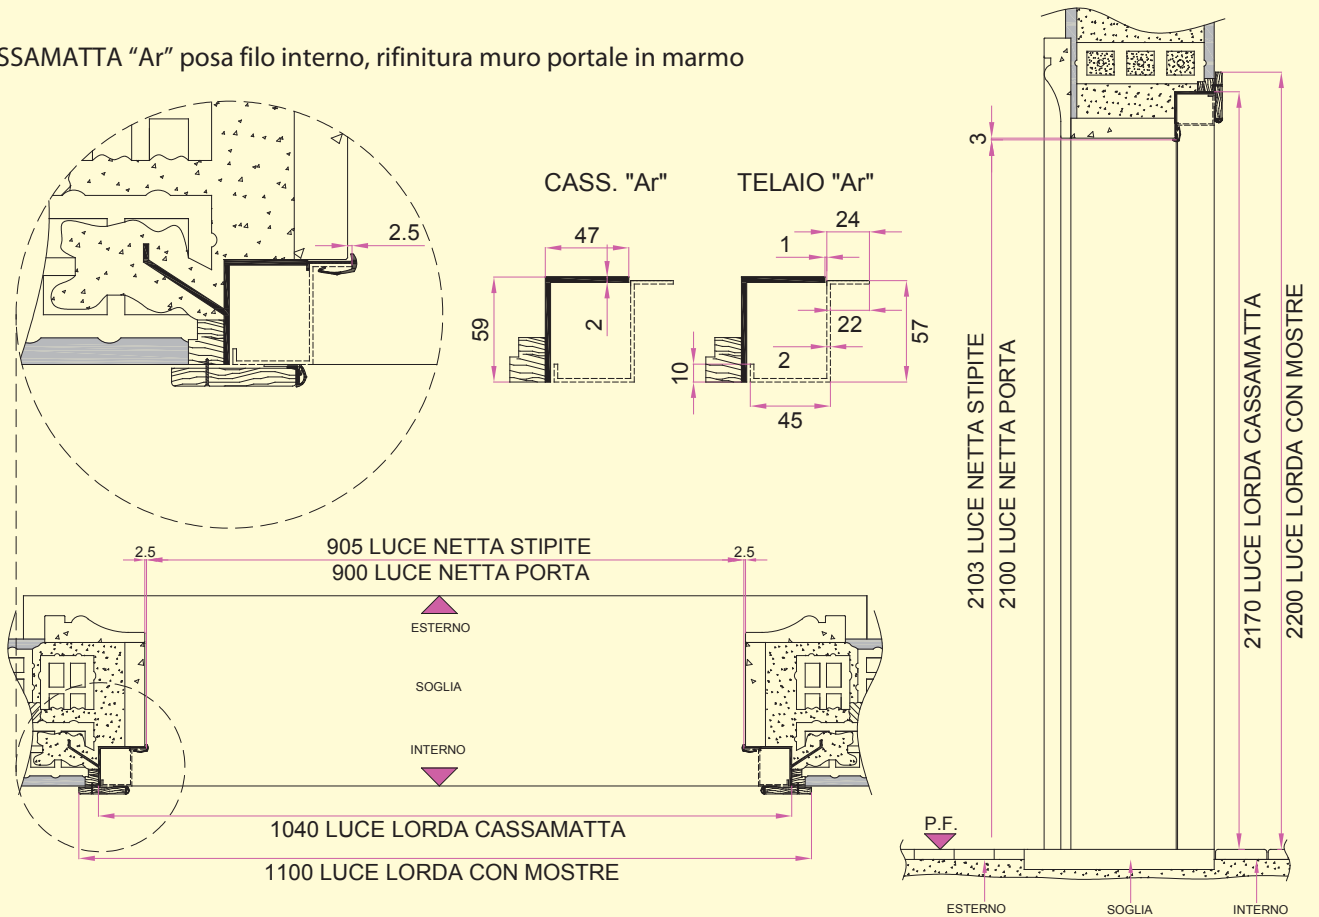 SSAMATTA “Ar” posa filo interno, rifinitura muro portale in marmo
2.5
CASS. "Ar"
47
59
2
TELAIO "Ar"
24
1
22
57
2
2
10
45
3
2103 LUCE NETTA STIPITE
2100 LUCE NETTA PORTA
2170 LUCE LORDA CASSAMATTA
2200 LUCE LORDA CON MOSTRE
2.5
905 LUCE NETTA STIPITE
2.5
900 LUCE NETTA PORTA
ESTERNO
SOGLIA
INTERNO
1040 LUCE LORDA CASSAMATTA
1100 LUCE LORDA CON MOSTRE
P.F.
ESTERNO
SOGLIA
INTERNO